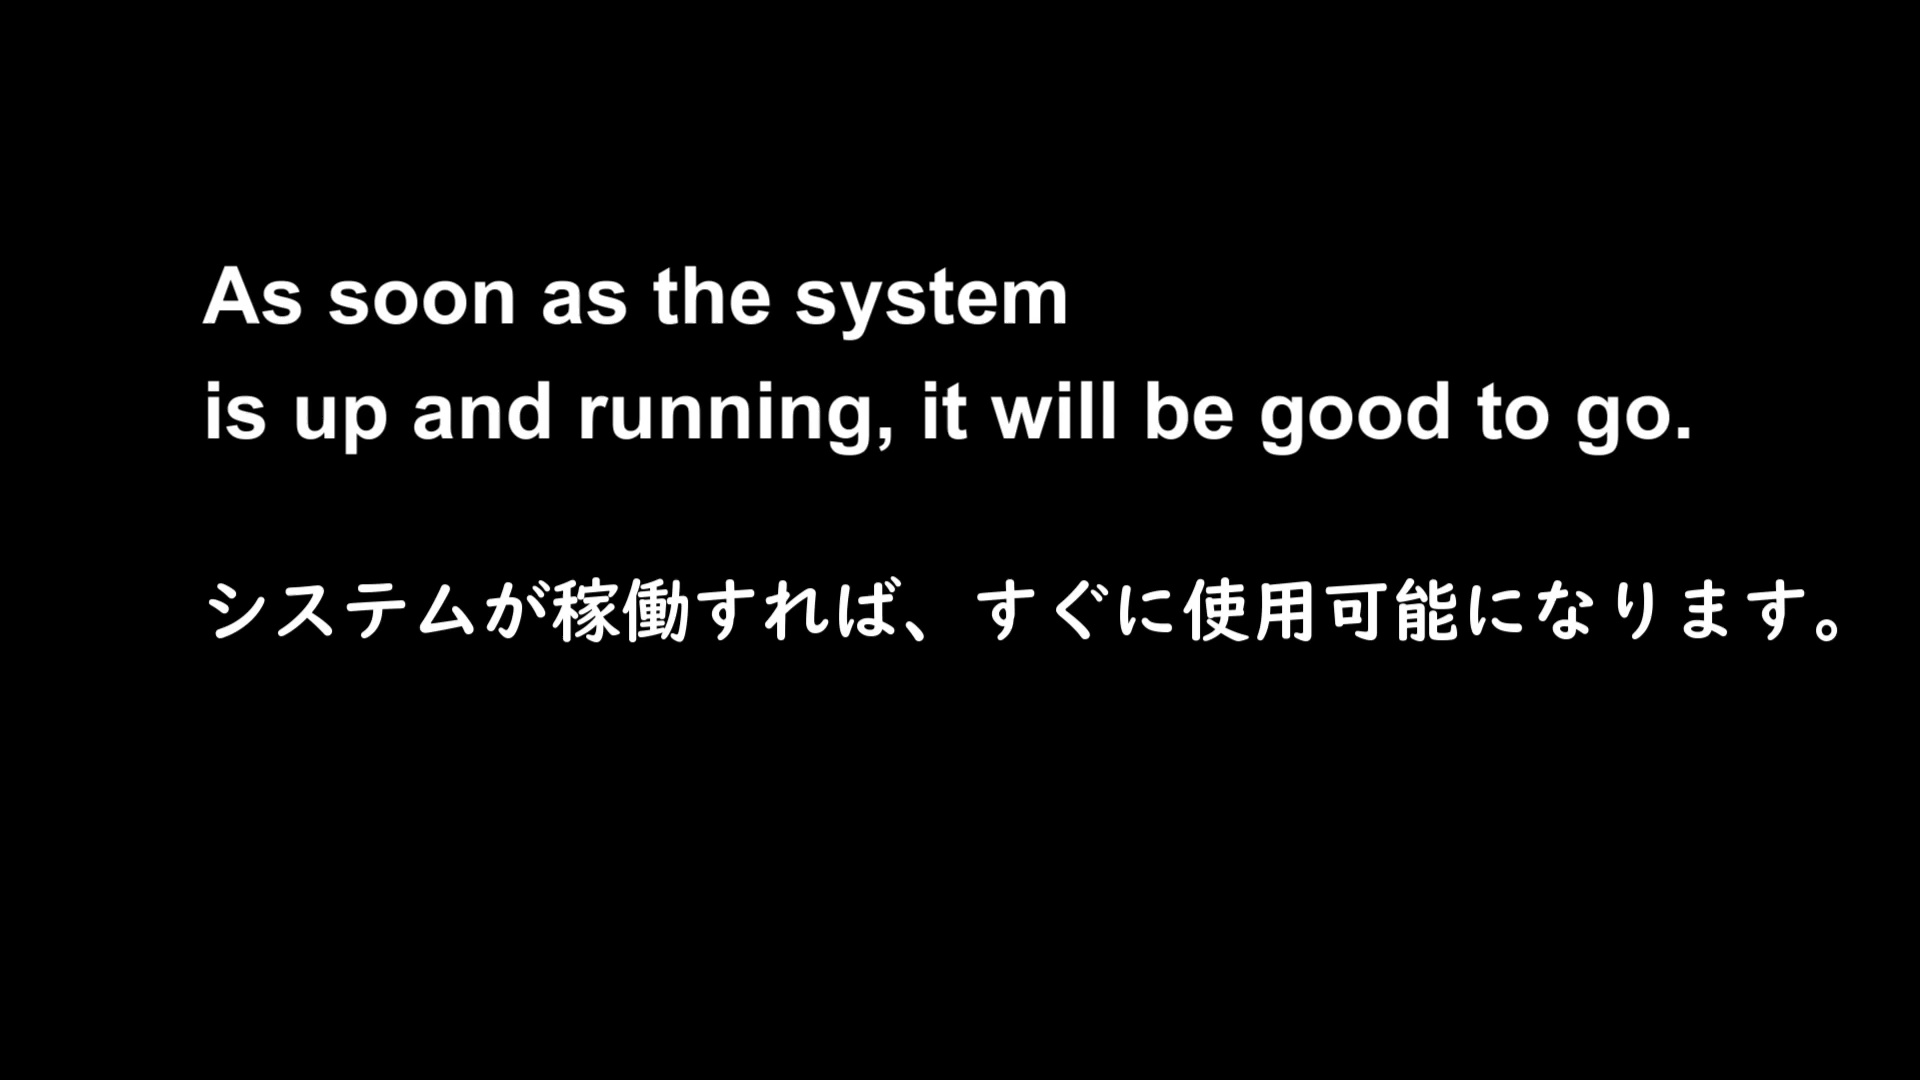 As soon as the system
is up and running, it will be good to go.
システムが稼働すれば、すぐに使用可能になります。